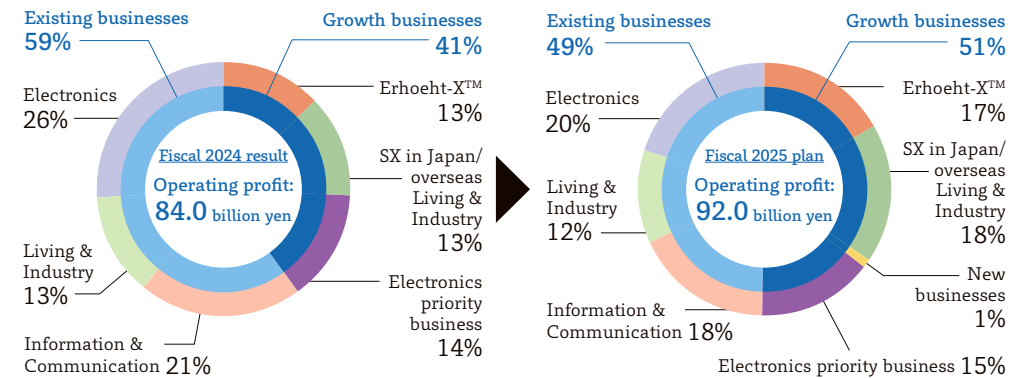 Existing businesses
59%
Growth businesses
41%
Erhoeht-X™
13%
Electronics
26%
SX in Japan/
overseas
Living &
Industry
13%
Fiscal 2024 result
Operating profit:
84.0 billion yen
Living &
Industry
13%
Electronics
priority
business
14%
Information &
Communication 21%
Existing businesses
49%
Growth businesses
51%
Erhoeht-X™
17%
Electronics
20%
SX in Japan/
overseas
Living &
Industry
18%
Fiscal 2025 plan
Operating profit:
92.0 billion yen
Living &
Industry
12%
New
businesses
1%
Information &
Communication 18%
Electronics priority business 15%